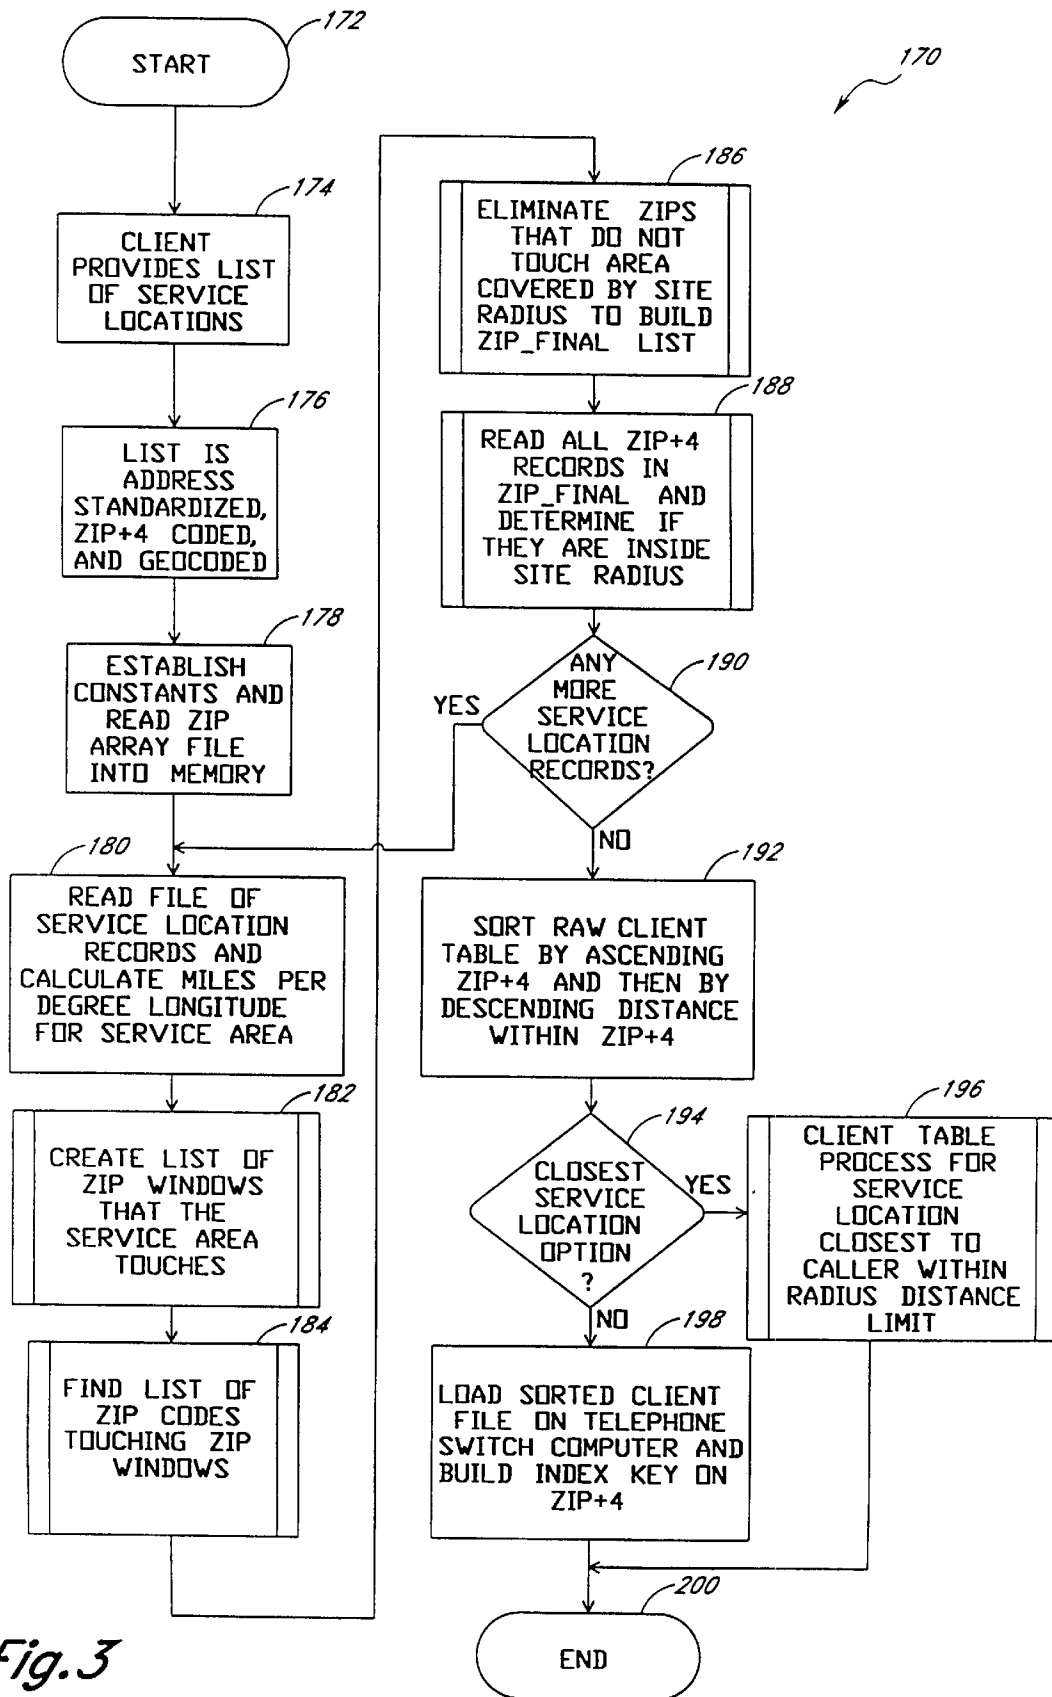 172
START
170
174
CLIENT
PROVIDES LIST
OF SERVICE
LOCATIONS
176
LIST IS
ADDRESS
STANDARDIZED,
ZIP+4 CODED,
AND GEOCODED
178
ESTABLISH
CONSTANTS AND
READ ZIP
ARRAY FILE
INTO MEMORY
180
READ FILE OF
SERVICE LOCATION
RECORDS AND
CALCULATE MILES PER
DEGREE LONGITUDE
FOR SERVICE AREA
182
CREATE LIST OF
ZIP WINDOWS
THAT THE
SERVICE AREA
TOUCHES
184
FIND LIST OF
ZIP CODES
TOUCHING ZIP
WINDOWS
186
ELIMINATE ZIPS
THAT DO NOT
TOUCH AREA
COVERED BY SITE
RADIUS TO BUILD
ZIP_FINAL LIST
188
READ ALL ZIP+4
RECORDS IN
ZIP_FINAL AND
DETERMINE IF
THEY ARE INSIDE
SITE RADIUS
190
ANY
MORE
SERVICE
LOCATION
RECORDS?
YES
NO
192
SORT RAW CLIENT
TABLE BY ASCENDING
ZIP+4 AND THEN BY
DESCENDING DISTANCE
WITHIN ZIP+4
194
CLOSEST
SERVICE
LOCATION
OPTION
?
YES
NO
196
CLIENT TABLE
PROCESS FOR
SERVICE
LOCATION
CLOSEST TO
CALLER WITHIN
RADIUS DISTANCE
LIMIT
198
LOAD SORTED CLIENT
FILE ON TELEPHONE
SWITCH COMPUTER AND
BUILD INDEX KEY ON
ZIP+4
200
END
Fig.3